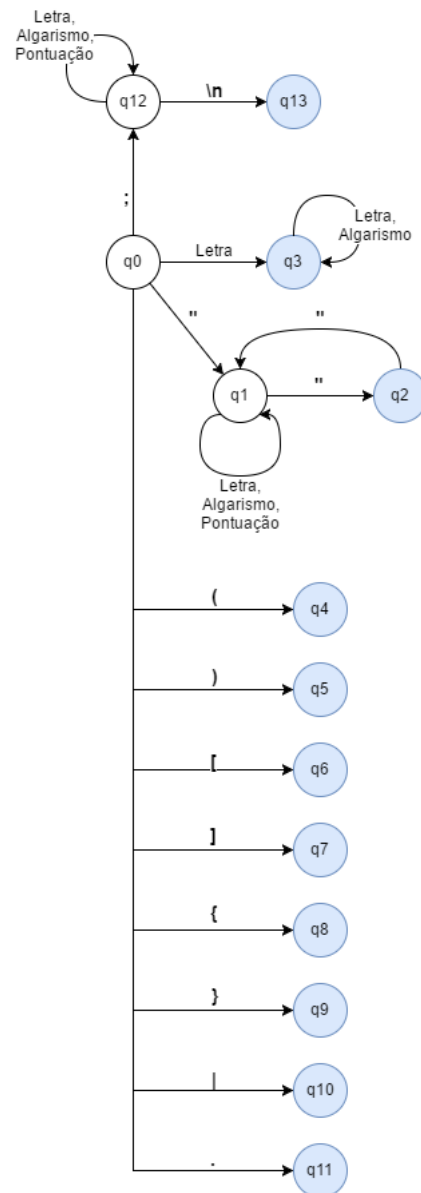 Letra,
Algarismo,
Pontuação
q12
\n
q13
;
q0
Letra
q3
Letra,
Algarismo
"
"
q1
"
q2
Letra,
Algarismo,
Pontuação
(
q4
)
q5
[
q6
]
q7
{
q8
}
q9
|
q10
.
q11